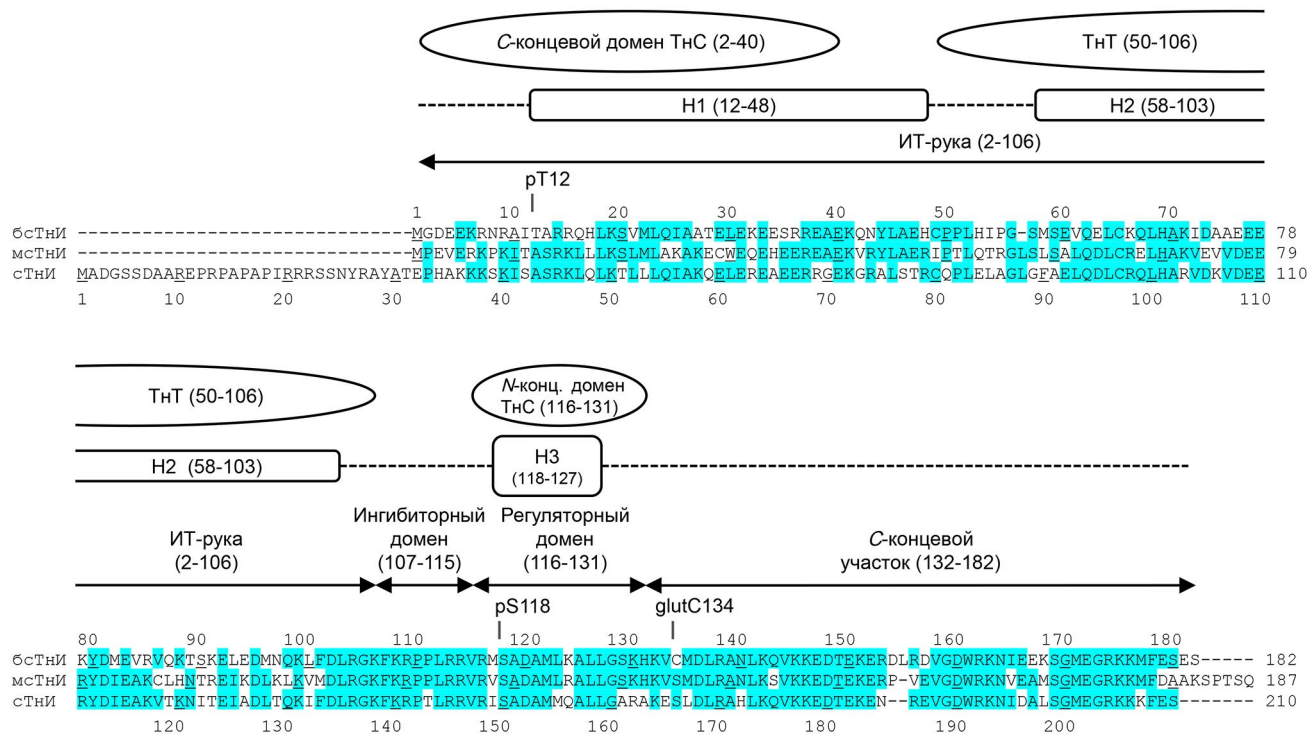 C-концевой домен ТнС (2-40)
ТнТ (50-106)
H1 (12-48)
H2 (58-103)
ИТ-рука (2-106)
pT12
1 10 20 30 40 50 60 70
бсТнИ --------------------------------MGDEEKRNRAITARRQHLKSVMLQIAATELEKEESRREAEKQNYLAEHCPPLHIPG-SMSEVQELCKQLHAKIDAAEEE 78
мсТнИ --------------------------------MPEVERKPKITASRKLLLKSLMLAKAKECWEQEHEEREAEKVRYLAERIPTLQTRGLSLSALQDLCRELHAKVEVVDEE 79
сТнИ MADGSSDAAREPRPAPAPIRRRSSNYRAYATEPHAKKKSKISASRKLQLKTLLLQIAKQELEREAEERRGEKGRALSTRCQPLELAGLGFAELQDLCRQLHARVDKVDEE 110
1 10 20 30 40 50 60 70 80 90 100 110
ТнТ (50-106)
N-конц. домен
ТнС (116-131)
H2 (58-103)
H3
(118-127)
ИТ-рука
(2-106)
Ингибиторный
домен
(107-115)
Регуляторный
домен
(116-131)
C-концевой
участок (132-182)
pS118
glutC134
80 90 100 110 120 130 140 150 160 170 180
бсТнИ KYDMEVRVQKTSKELEDMNQKLFDLRGKFKRPPLRRVRMSADAMLKALLGSKHKVCMDLRANLKQVKKEDTEKERDLRDVGDWRKNIEEKSGMEGRKKMFESES----- 182
мсТнИ RYDIEAKCLHNTREIKDLKLKVMDLRGKFKRPPLRRVRVSADAMLRALLGSKHKVSMDLRANLKSVKKEDTEKERP-VEVGDWRKNVEAMSGMEGRKKMFDAAKSPTSQ 187
сТнИ RYDIEAKVTKNITEIADLTQKIFDLRGKFKRPTLRRVRISADAMMQALLGARAKESLDLRAHLKQVKKEDTEKEN--REVGDWRKNIDALSGMEGRKKKFES------- 210
120 130 140 150 160 170 180 190 200